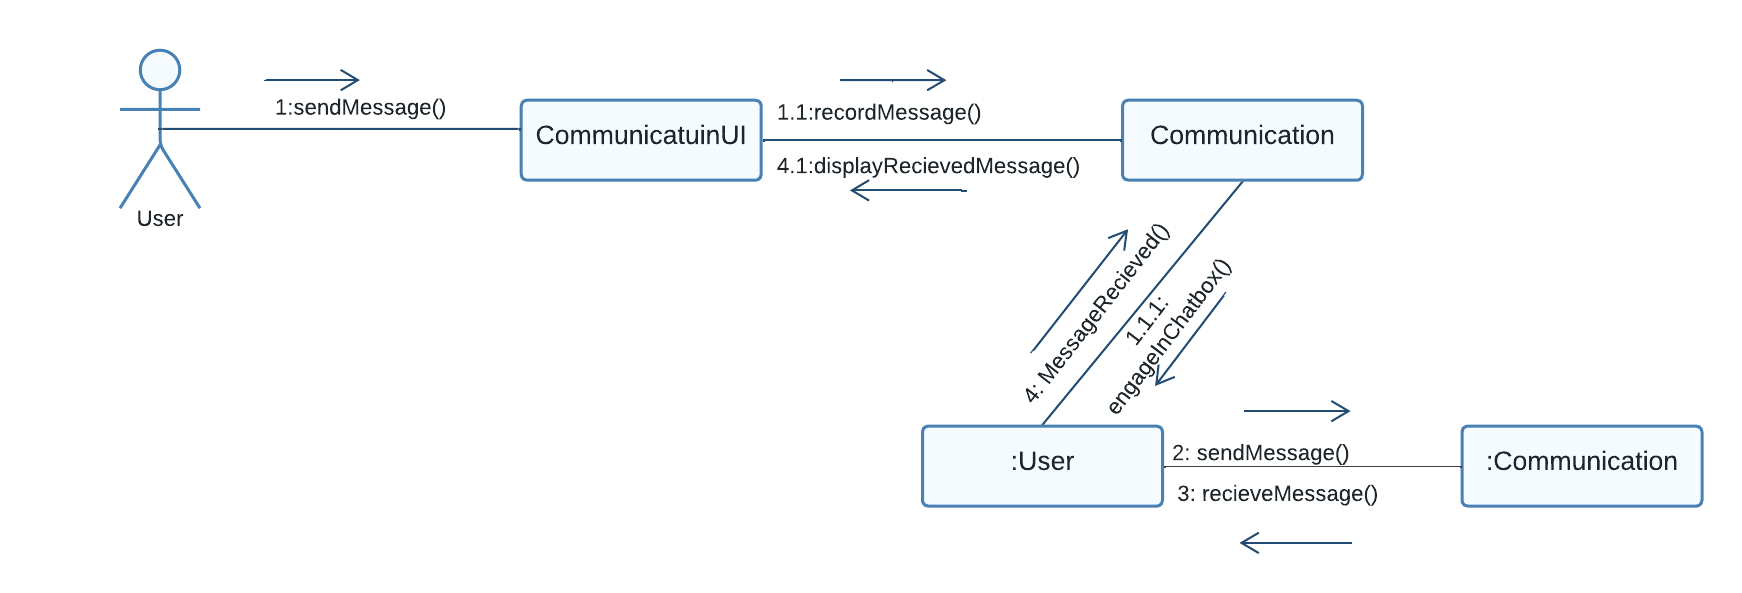 1:sendMessage()
User
CommunicatuinUI
1.1:recordMessage()
4.1:displayRecievedMessage()
Communication
4: MessageRecieved()
1.1.1:
engageInChatbox()
:User
2: sendMessage()
3: recieveMessage()
:Communication